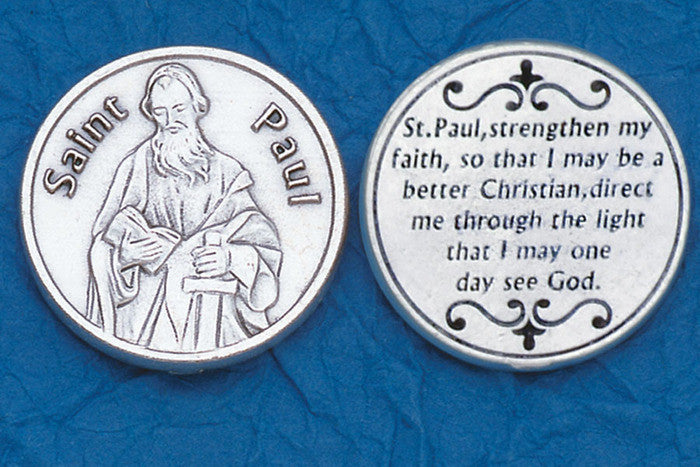 Saint Paul
St.Paul,strengthen my
faith, so that I may be a
better Christian,direct
me through the light
that I may one
day see God.